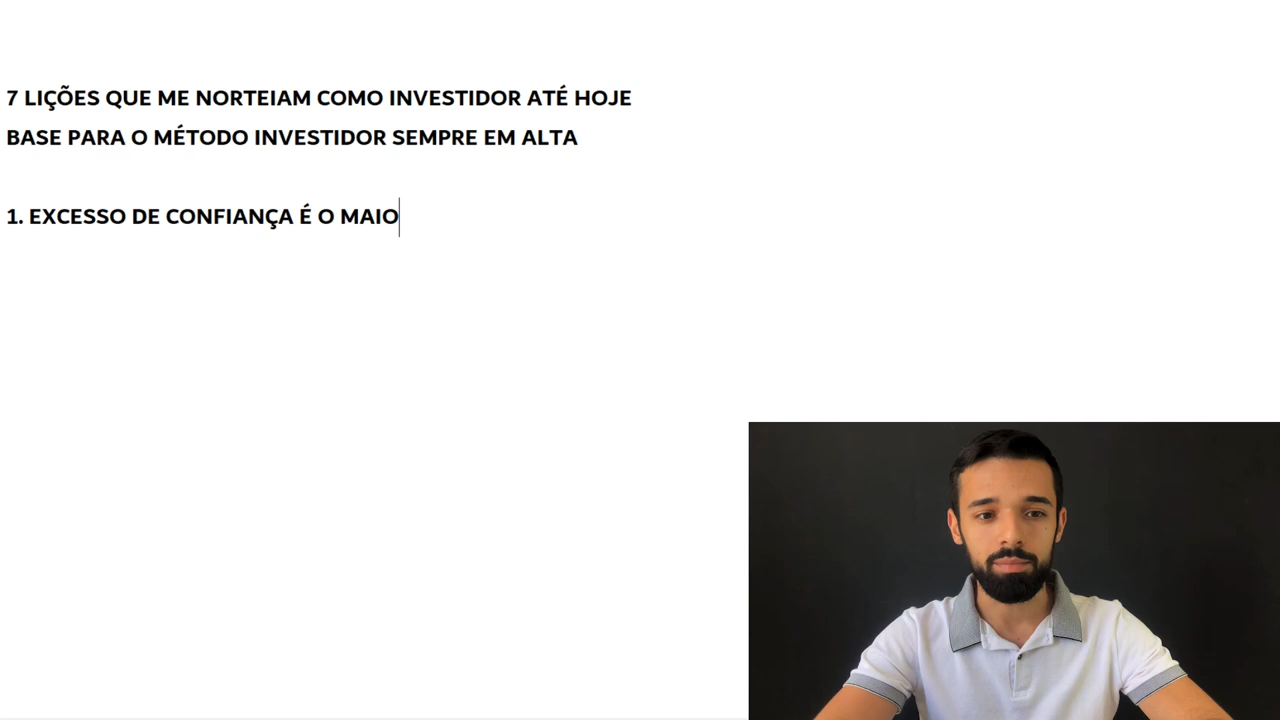 7 LIÇÕES QUE ME NORTEIAM COMO INVESTIDOR ATÉ HOJE
BASE PARA O MÉTODO INVESTIDOR SEMPRE EM ALTA
1. EXCESSO DE CONFIANÇA É O MAIO